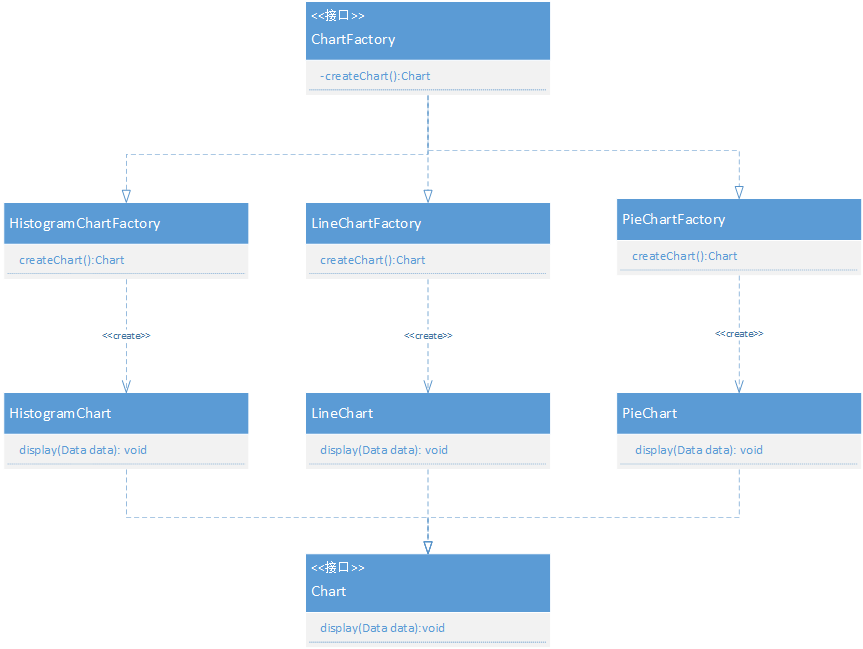 <<接口>>
ChartFactory
-createChart():Chart
HistogramChartFactory
createChart():Chart
LineChartFactory
createChart():Chart
PieChartFactory
createChart():Chart
<<create>>
<<create>>
<<create>>
HistogramChart
display(Data data): void
LineChart
display(Data data): void
PieChart
display(Data data): void
<<接口>>
Chart
display(Data data):void